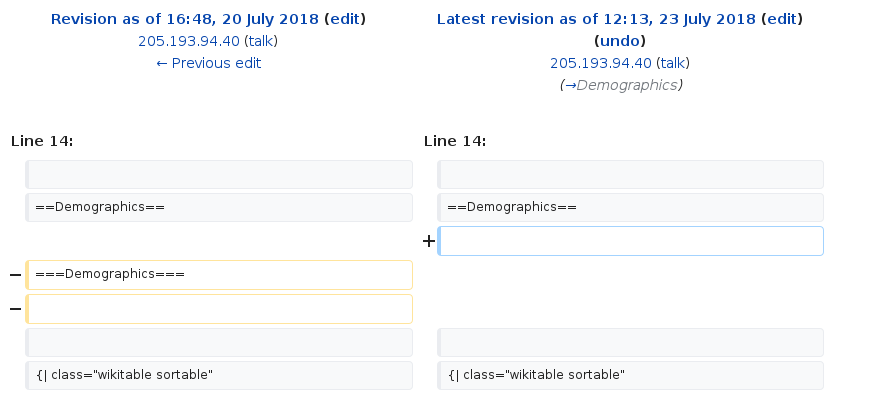 Revision as of 16:48, 20 July 2018 (edit)
205.193.94.40 (talk)
← Previous edit
Latest revision as of 12:13, 23 July 2018 (edit)
(undo)
205.193.94.40 (talk)
(→Demographics)
Line 14:
Line 14:
==Demographics==
==Demographics==
+
− ===Demographics===
−
{| class="wikitable sortable"
{| class="wikitable sortable"